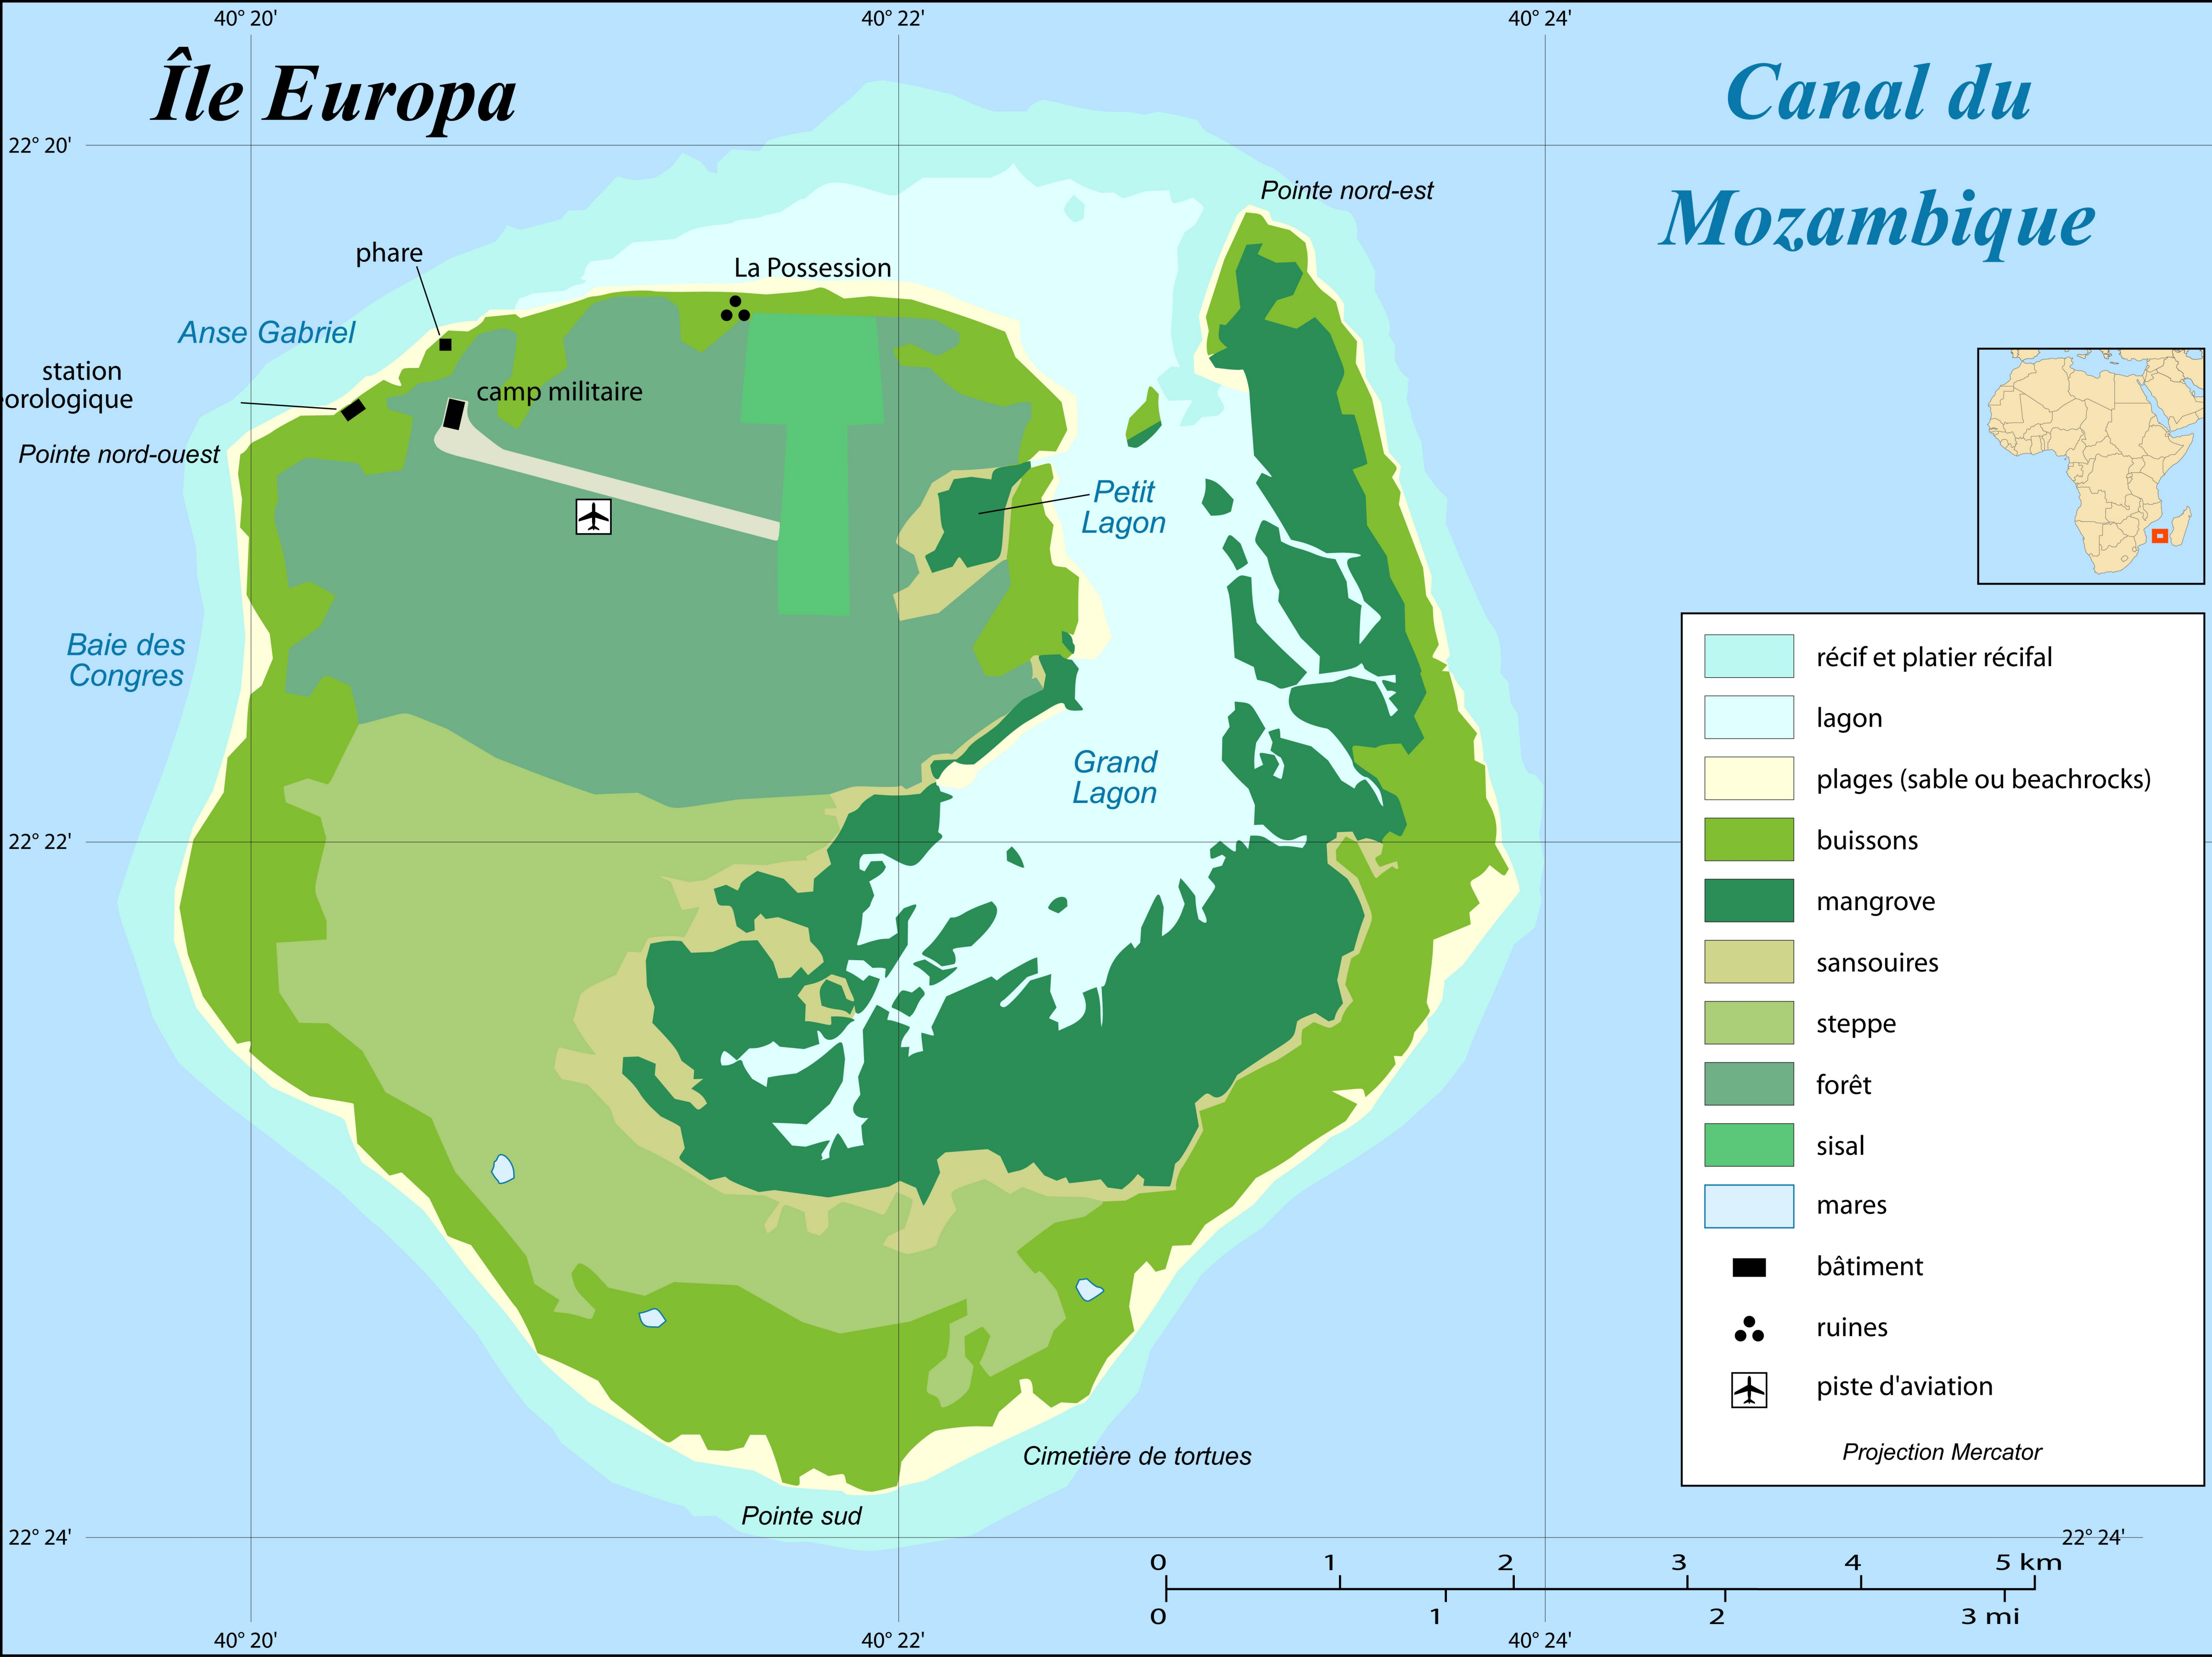 40° 20'
40° 22'
40° 24'
Île Europa
Canal du
Mozambique
22° 20'
Pointe nord-est
phare
La Possession
Anse Gabriel
station
orologique
camp militaire
Pointe nord-ouest
Petit
Lagon
Baie des
Congres
Grand
Lagon
22° 22'
récif et platier récifal
lagon
plages (sable ou beachrocks)
buissons
mangrove
sansouires
steppe
forêt
sisal
mares
bâtiment
ruines
piste d'aviation
Projection Mercator
Cimetière de tortues
Pointe sud
22° 24'
22° 24'
0 1 2 3 4 5 km
0 1 2 3 mi
40° 20'
40° 22'
40° 24'